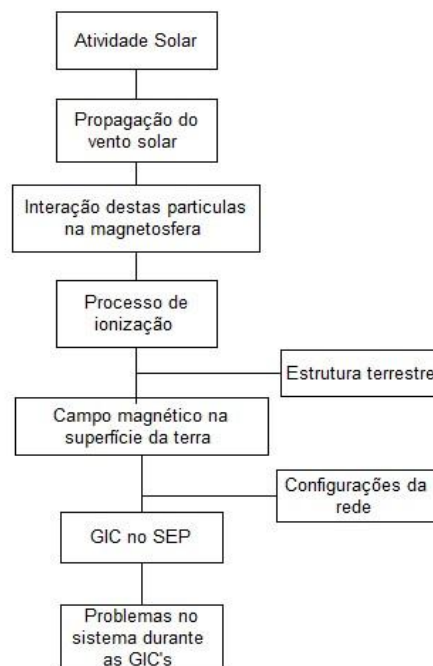 Atividade Solar
Propagação do
vento solar
Interação destas particulas
na magnetosfera
Processo de
ionização
Estrutura terrestre
Campo magnético na
superfície da terra
Configurações da
rede
GIC no SEP
Problemas no
sistema durante
as GIC's